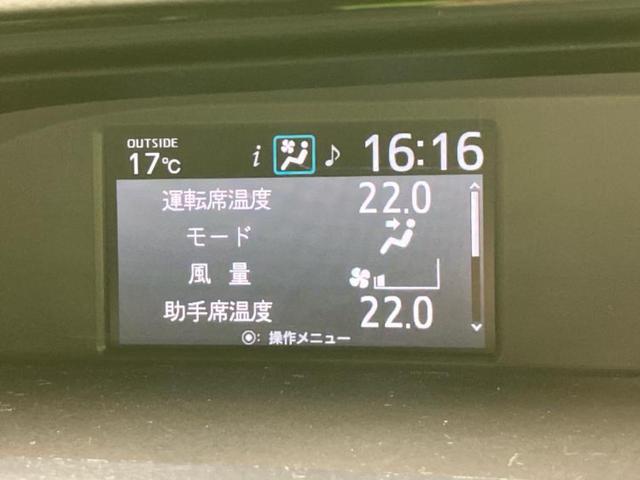 OUTSIDE
17℃ i ♪ 16:16
運転席温度 22.0
モード
風量
助手席温度 22.0
◉: 操作メニュー